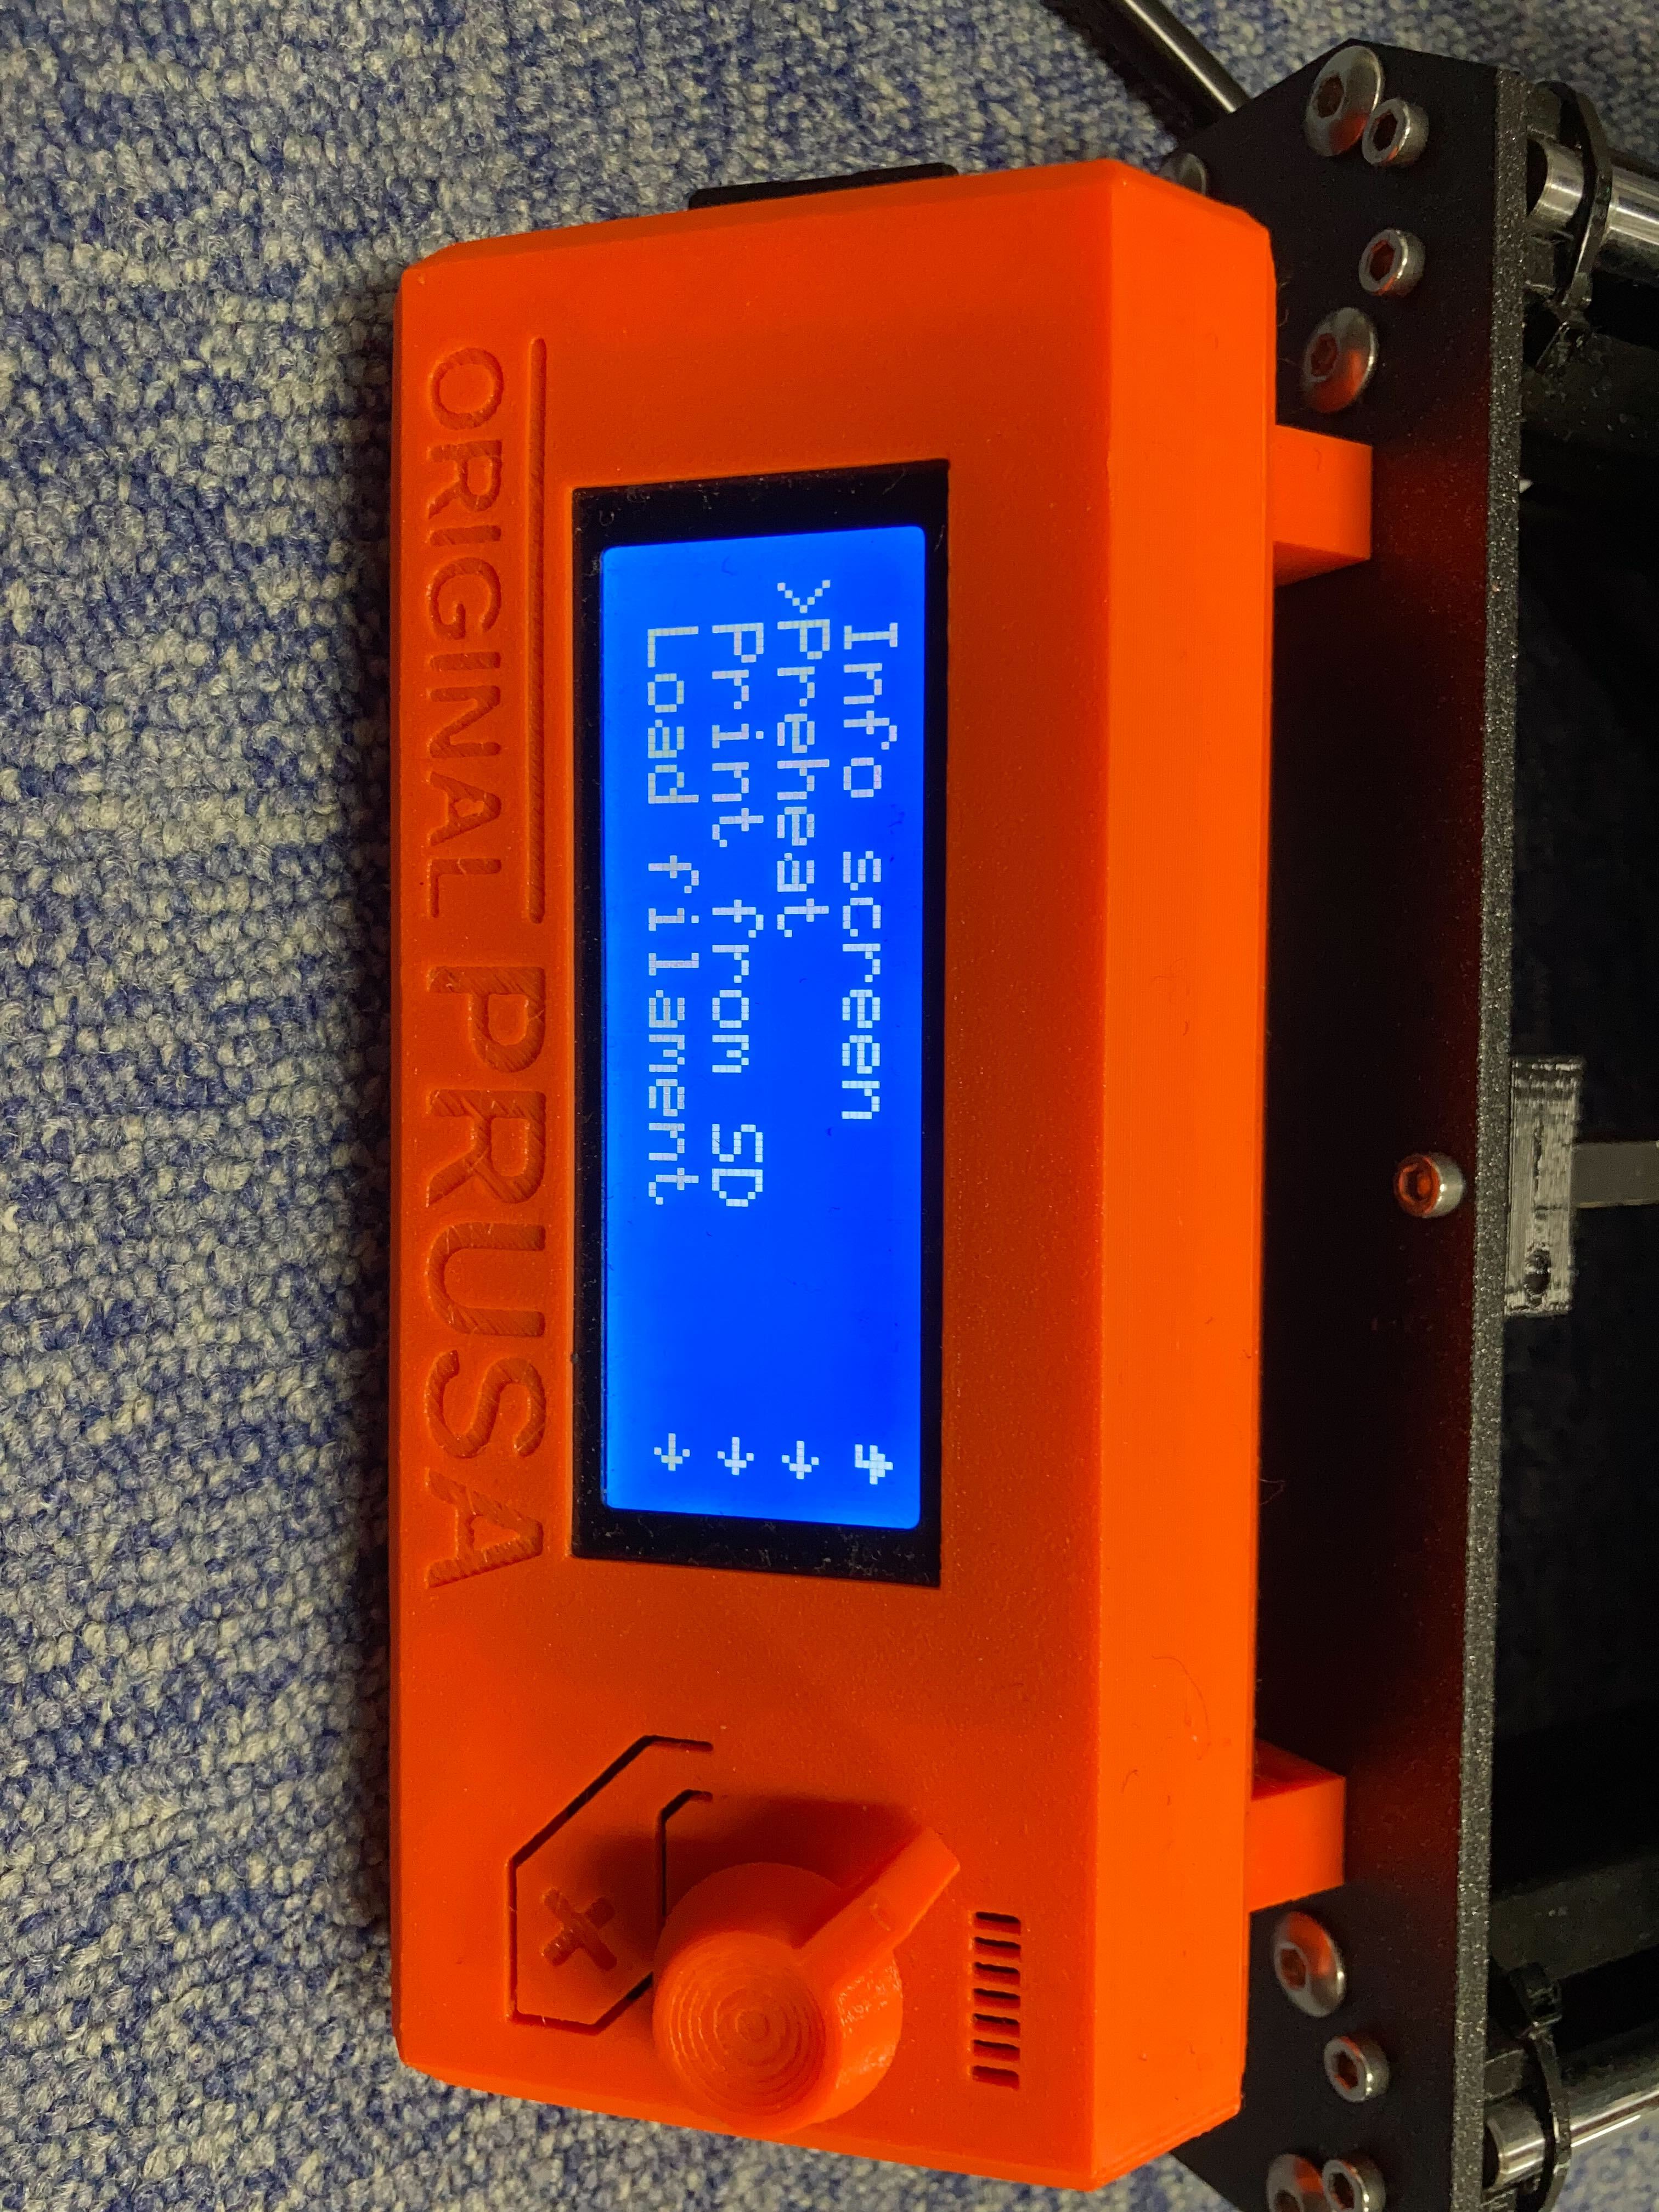 Info screen
>Preheat →
Print from SD →
Load filament →
ORIGINAL PRUSA